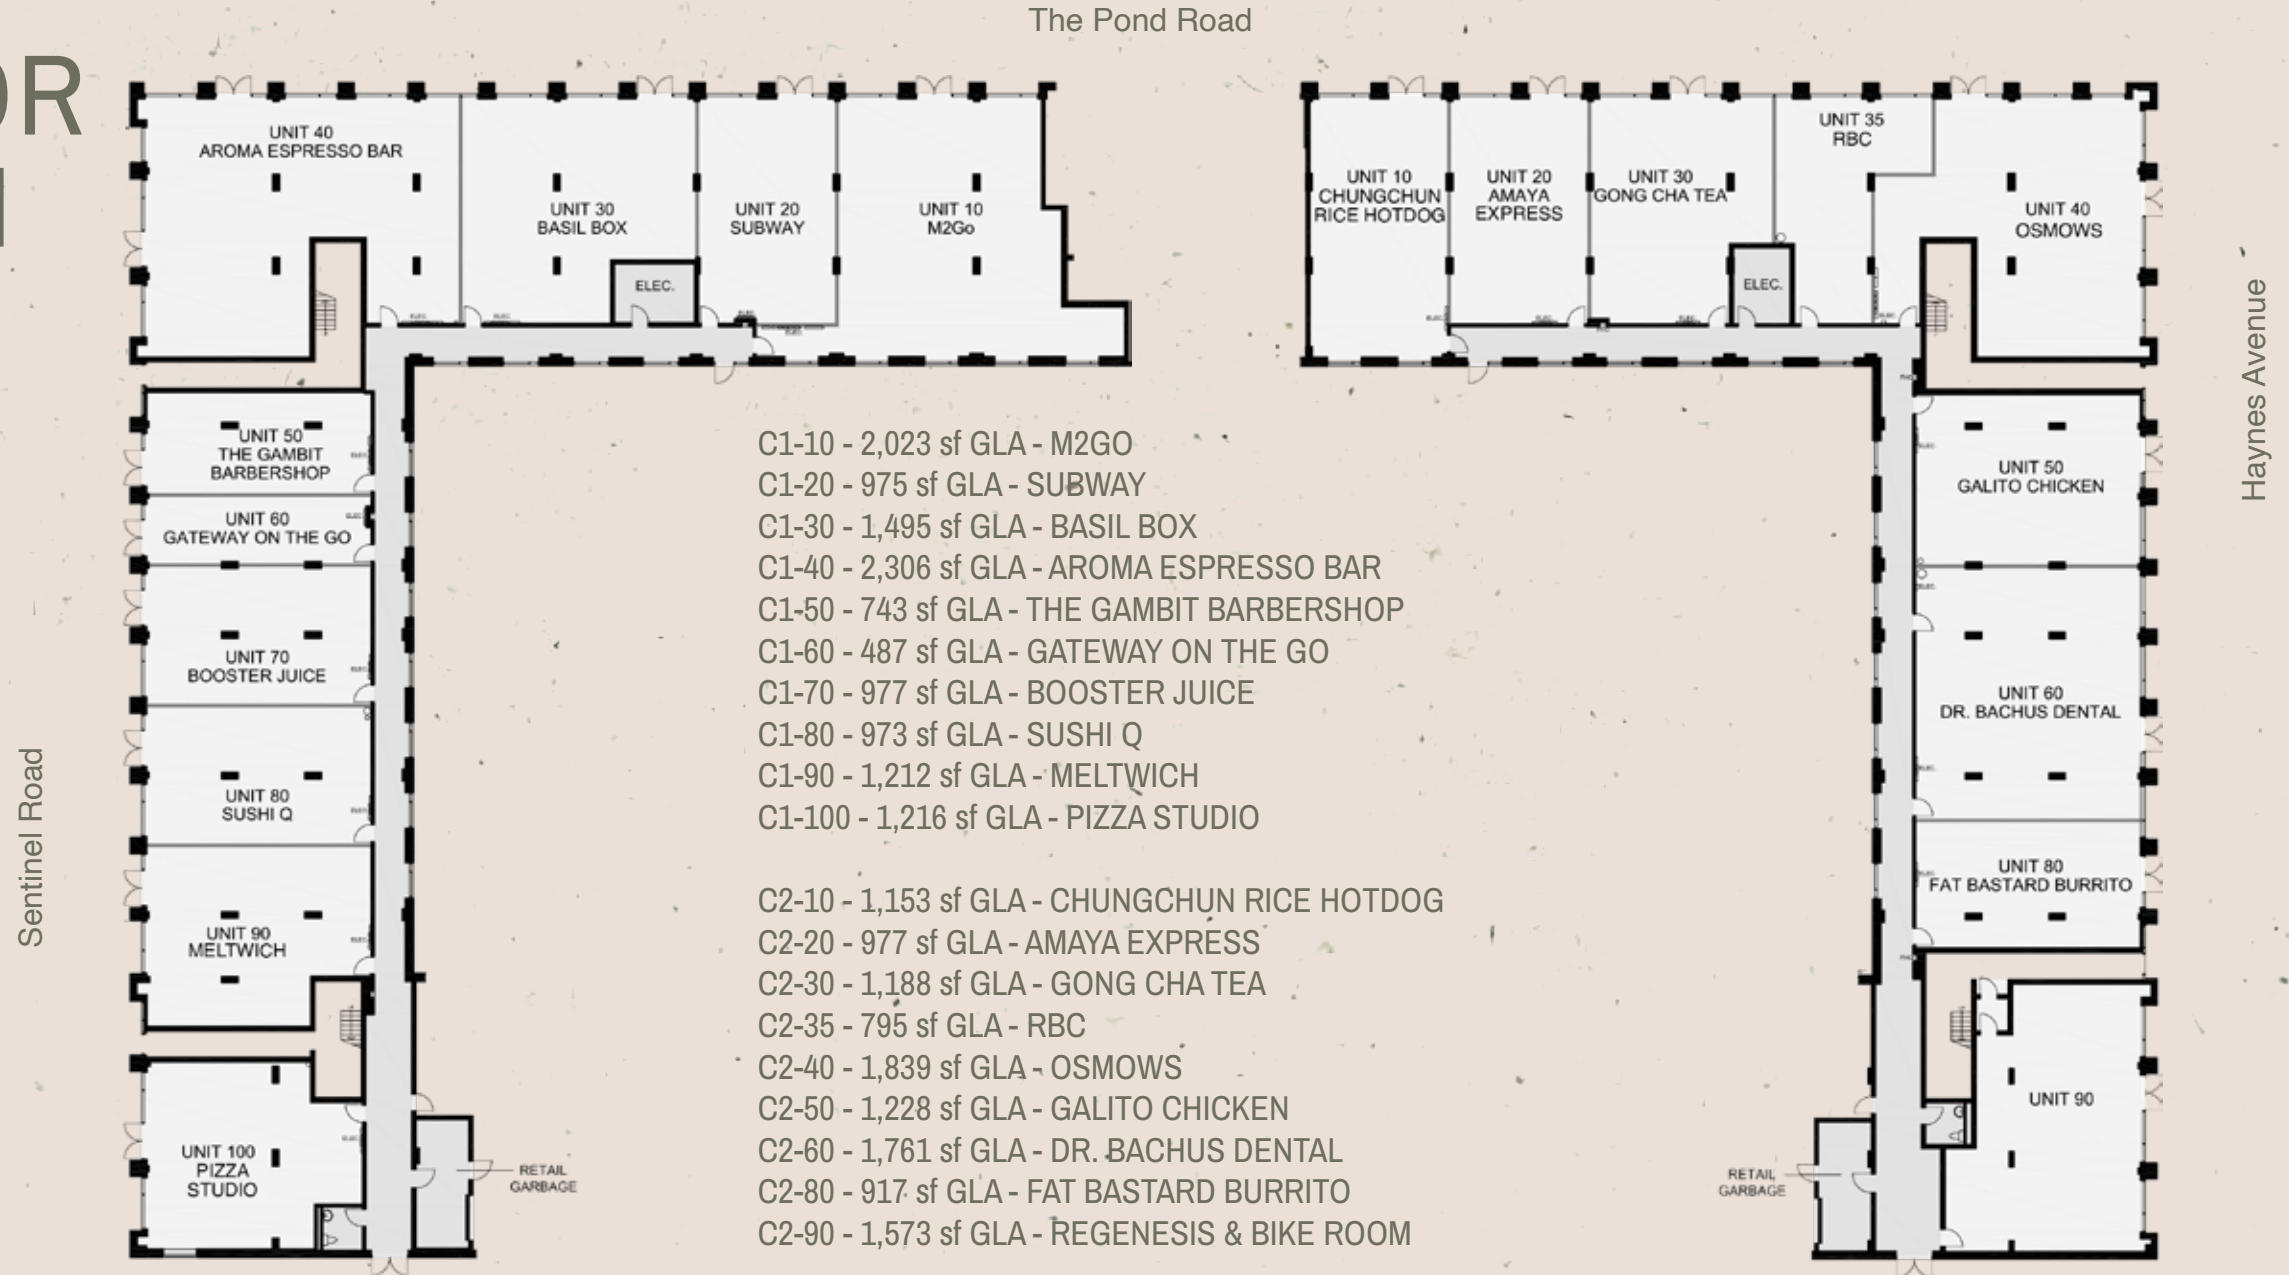 The Pond Road
OR
UNIT 40
AROMA ESPRESSO BAR
UNIT 30
BASIL BOX
ELEC.
UNIT 20
SUBWAY
UNIT 10
M2Go
UNIT 10
CHUNGCHUN
RICE HOTDOG
UNIT 20
AMAYA
EXPRESS
UNIT 30
GONG CHA TEA
ELEC.
UNIT 35
RBC
UNIT 40
OSMOWS
Sentinel Road
Haynes Avenue
UNIT 50
THE GAMBIT
BARBERSHOP
UNIT 60
GATEWAY ON THE GO
UNIT 70
BOOSTER JUICE
UNIT 80
SUSHI Q
UNIT 90
MELTWICH
UNIT 100
PIZZA
STUDIO
RETAIL
GARBAGE
C1-10 - 2,023 sf GLA - M2GO
C1-20 - 975 sf GLA - SUBWAY
C1-30 - 1,495 sf GLA - BASIL BOX
C1-40 - 2,306 sf GLA - AROMA ESPRESSO BAR
C1-50 - 743 sf GLA - THE GAMBIT BARBERSHOP
C1-60 - 487 sf GLA - GATEWAY ON THE GO
C1-70 - 977 sf GLA - BOOSTER JUICE
C1-80 - 973 sf GLA - SUSHI Q
C1-90 - 1,212 sf GLA - MELTWICH
C1-100 - 1,216 sf GLA - PIZZA STUDIO
C2-10 - 1,153 sf GLA - CHUNGCHUN RICE HOTDOG
C2-20 - 977 sf GLA - AMAYA EXPRESS
C2-30 - 1,188 sf GLA - GONG CHA TEA
C2-35 - 795 sf GLA - RBC
C2-40 - 1,839 sf GLA - OSMOWS
C2-50 - 1,228 sf GLA - GALITO CHICKEN
C2-60 - 1,761 sf GLA - DR. BACHUS DENTAL
C2-80 - 917 sf GLA - FAT BASTARD BURRITO
C2-90 - 1,573 sf GLA - REGENESIS & BIKE ROOM
UNIT 50
GALITO CHICKEN
UNIT 60
DR. BACHUS DENTAL
UNIT 80
FAT BASTARD BURRITO
UNIT 90
RETAIL
GARBAGE